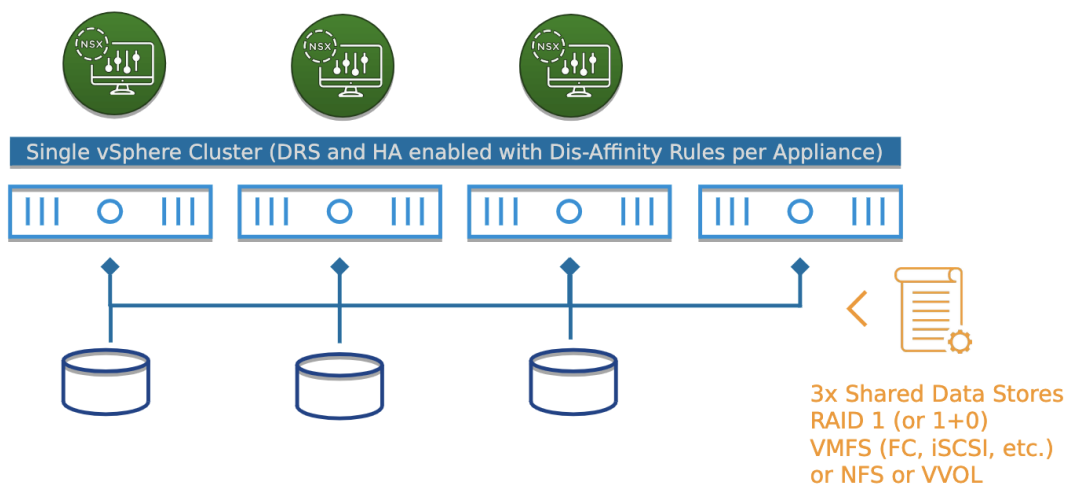 NSX
NSX
NSX
Single vSphere Cluster (DRS and HA enabled with Dis-Affinity Rules per Appliance)
3x Shared Data Stores
RAID 1 (or 1+0)
VMFS (FC, iSCSI, etc.)
or NFS or VVOL